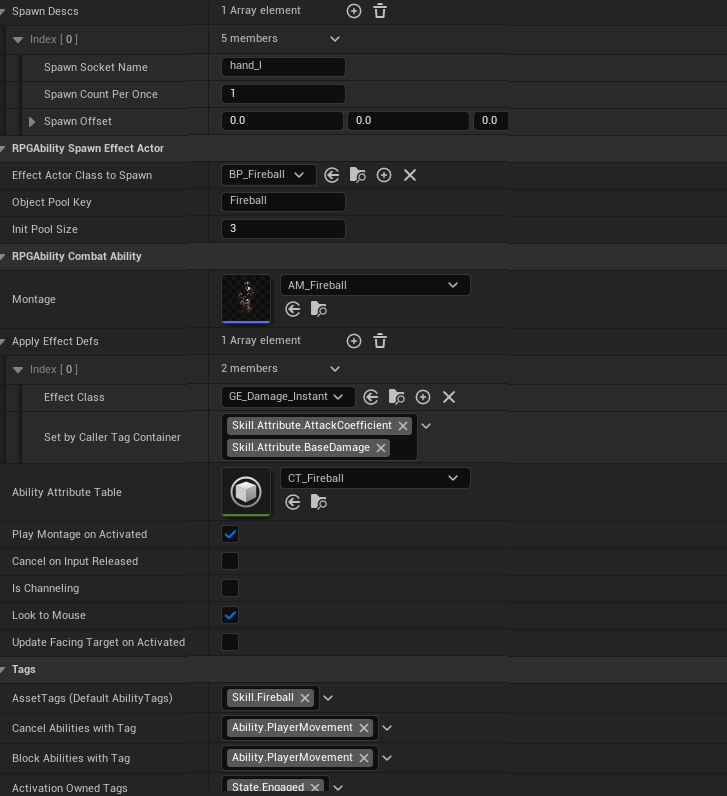 Spawn Descs 1 Array element
Index [ 0 ] 5 members
Spawn Socket Name hand_l
Spawn Count Per Once 1
Spawn Offset 0.0 0.0 0.0
RPGAbility Spawn Effect Actor
Effect Actor Class to Spawn BP_Fireball
Object Pool Key Fireball
Init Pool Size 3
RPGAbility Combat Ability
Montage AM_Fireball
Apply Effect Defs 1 Array element
Index [ 0 ] 2 members
Effect Class GE_Damage_Instant
Set by Caller Tag Container Skill.Attribute.AttackCoefficient
Skill.Attribute.BaseDamage
Ability Attribute Table CT_Fireball
Play Montage on Activated
Cancel on Input Released
Is Channeling
Look to Mouse
Update Facing Target on Activated
Tags
AssetTags (Default AbilityTags) Skill.Fireball
Cancel Abilities with Tag Ability.PlayerMovement
Block Abilities with Tag Ability.PlayerMovement
Activation Owned Tags State.Engaged